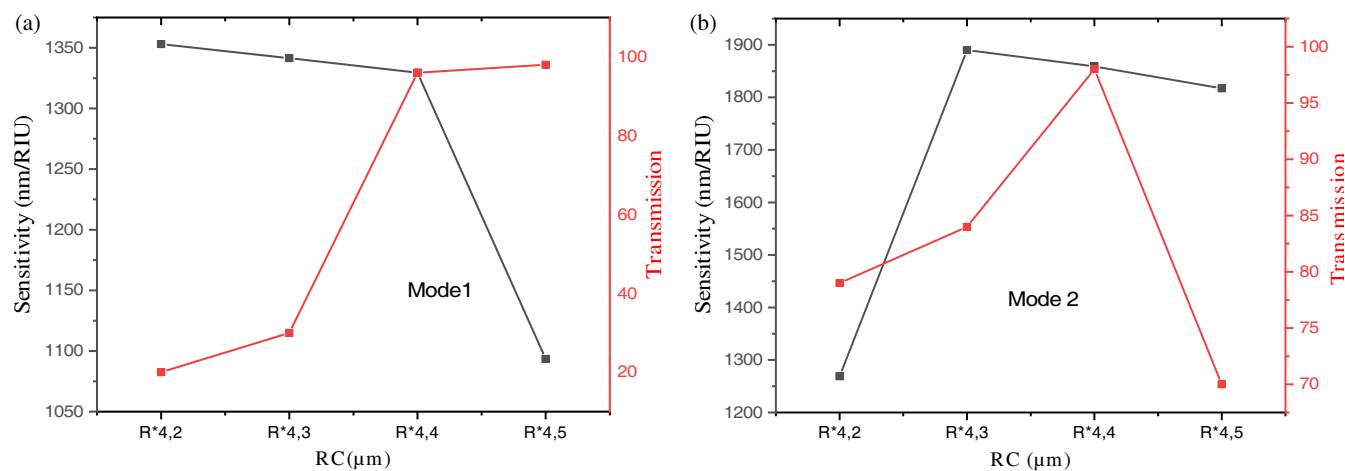 (a)
Sensitivity (nm/RIU)
1350
1300
1250
1200
1150
1100
1050
Mode1
100
80
60
40
20
Transmission
R*4,2 R*4,3 R*4,4 R*4,5
RC(µm)
(b)
Sensitivity (nm/RIU)
1900
1800
1700
1600
1500
1400
1300
1200
Mode 2
100
95
90
85
80
75
70
Transmission
R*4,2 R*4,3 R*4,4 R*4,5
RC (µm)